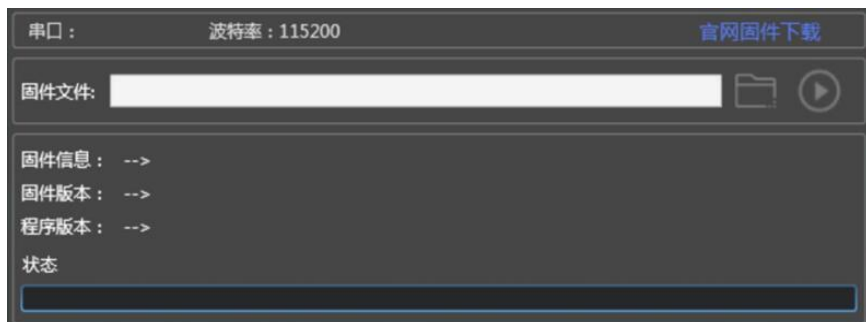 串口： 波特率：115200 官网固件下载
固件文件:
固件信息： -->
固件版本： -->
程序版本： -->
状态